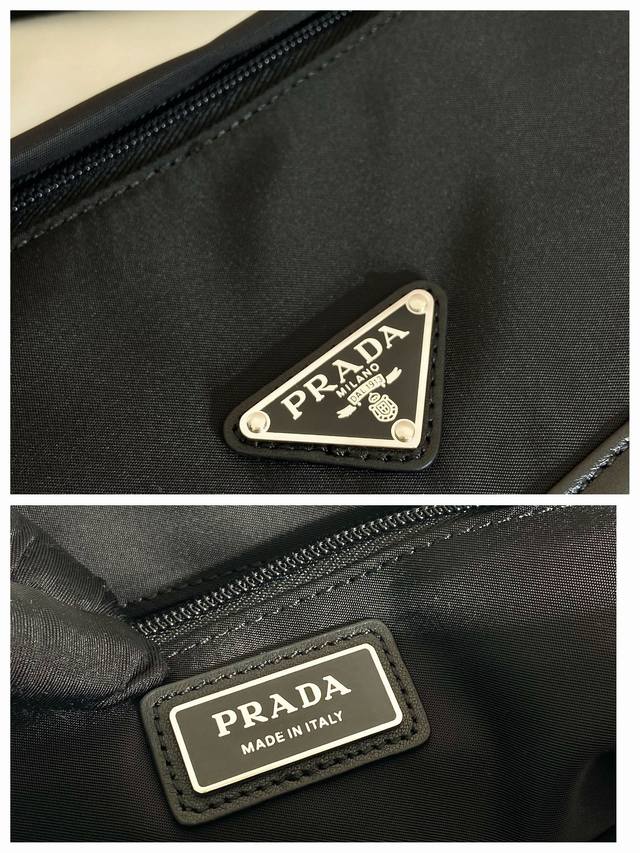 PRADA
MILANO
DAL 1913
PRADA
MADE IN ITALY